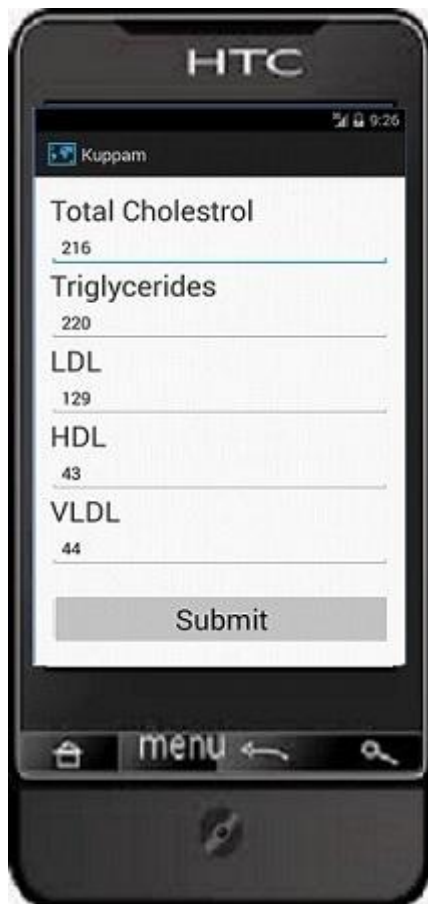 HTC
9:26
Kuppam
Total Cholestrol
216
Triglycerides
220
LDL
129
HDL
43
VLDL
44
Submit
menu